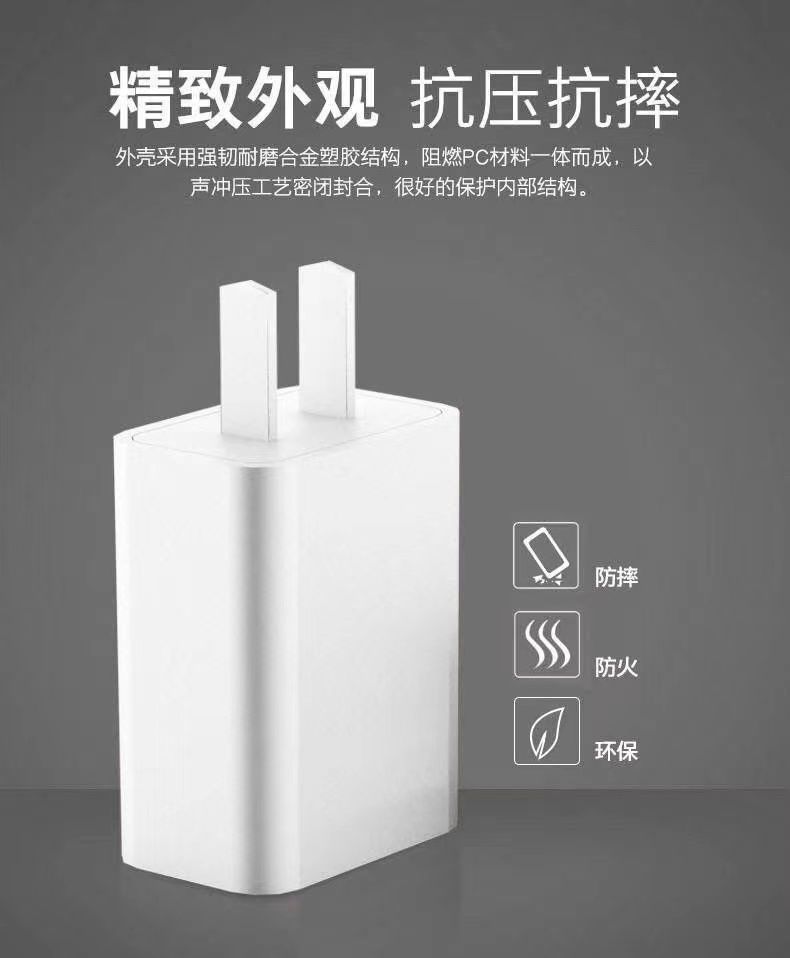 精致外观 抗压抗摔
外壳采用强韧耐磨合金塑胶结构，阻燃PC材料一体而成，以
声冲压工艺密闭封合，很好的保护内部结构。
防摔
防火
环保